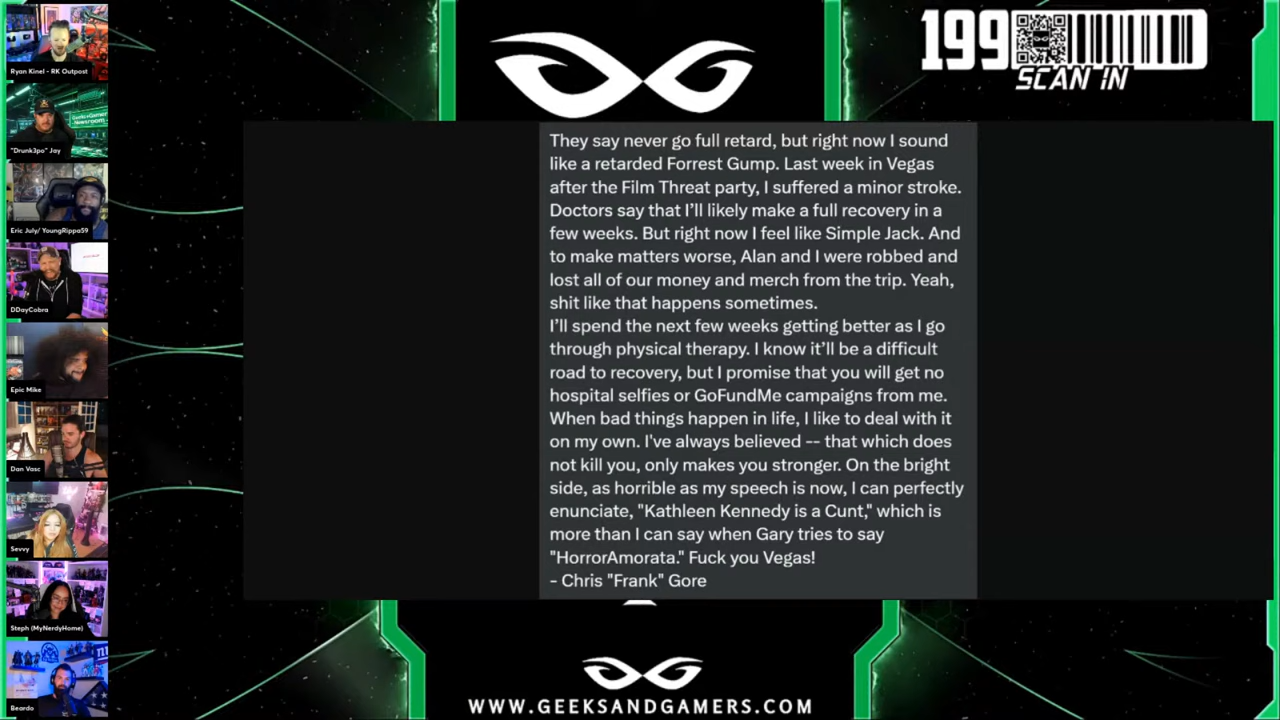 Ryan Kinel - RK Outpost
"Drunk3po" Jay
Eric July/ YoungRippa59
DDayCobra
Epic Mike
Dan Vasc
Sevvy
Steph (MyNerdyHome)
Beardo
199
SCAN IN
They say never go full retard, but right now I sound
like a retarded Forrest Gump. Last week in Vegas
after the Film Threat party, I suffered a minor stroke.
Doctors say that I'll likely make a full recovery in a
few weeks. But right now I feel like Simple Jack. And
to make matters worse, Alan and I were robbed and
lost all of our money and merch from the trip. Yeah,
shit like that happens sometimes.
I'll spend the next few weeks getting better as I go
through physical therapy. I know it'll be a difficult
road to recovery, but I promise that you will get no
hospital selfies or GoFundMe campaigns from me.
When bad things happen in life, I like to deal with it
on my own. I've always believed -- that which does
not kill you, only makes you stronger. On the bright
side, as horrible as my speech is now, I can perfectly
enunciate, "Kathleen Kennedy is a Cunt," which is
more than I can say when Gary tries to say
"HorrorAmorata." Fuck you Vegas!
- Chris "Frank" Gore
WWW.GEEKSANDGAMERS.COM